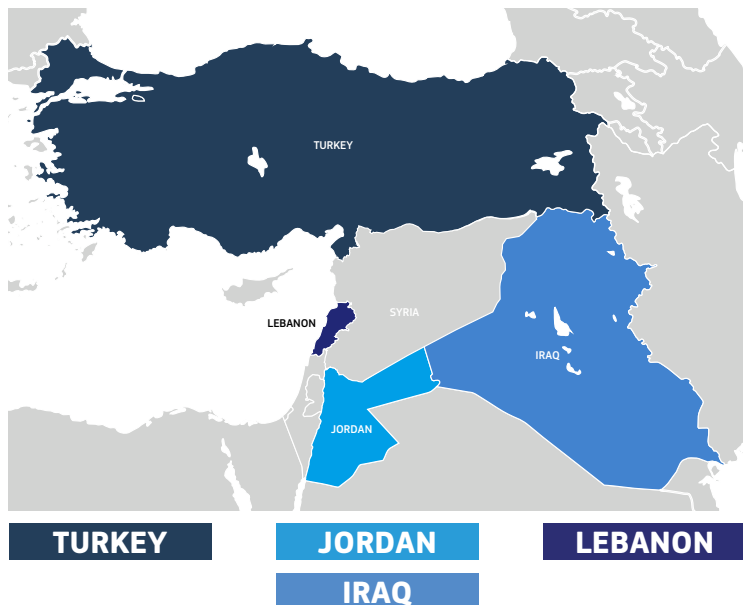 TURKEY
SYRIA
LEBANON
IRAQ
JORDAN
TURKEY
JORDAN
LEBANON
IRAQ